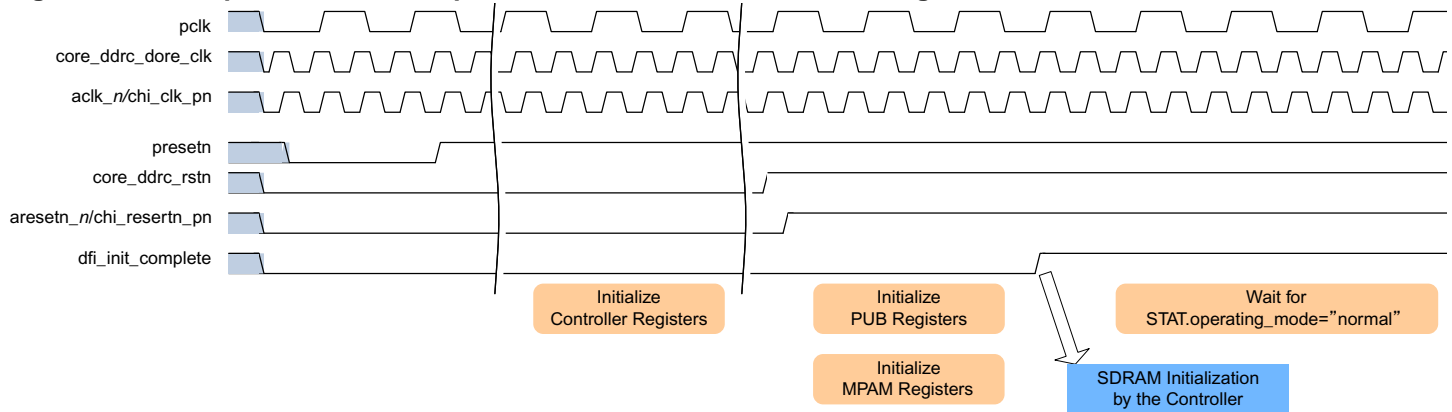 pclk
core_ddrc_dore_clk
aclk_n/chi_clk_pn
presetn
core_ddrc_rstn
aresetn_n/chi_resertn_pn
dfi_init_complete
Initialize
Controller Registers
Initialize
PUB Registers
Wait for
STAT.operating_mode=”normal”
Initialize
MPAM Registers
SDRAM Initialization
by the Controller